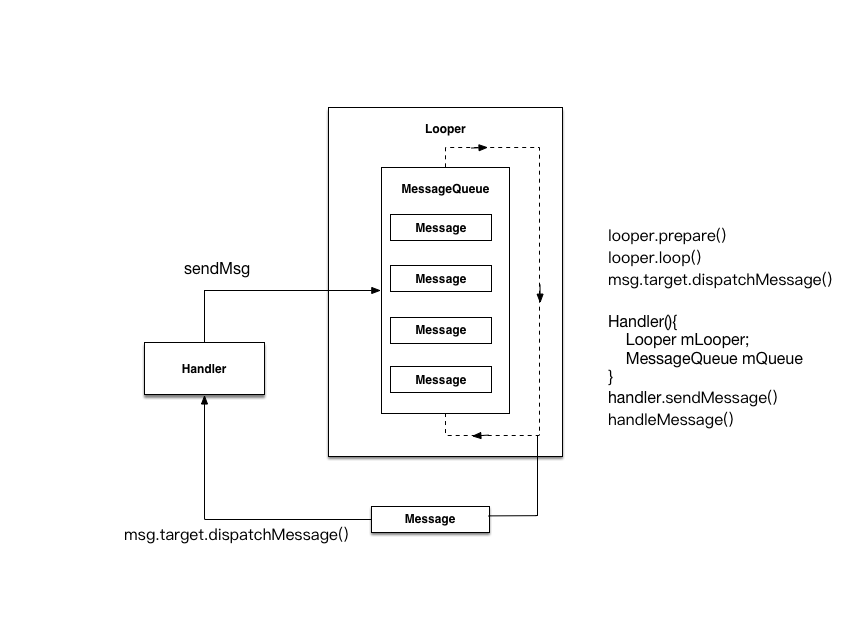 Looper
MessageQueue
Message
Message
Message
Message
sendMsg
Handler
Message
msg.target.dispatchMessage()
looper.prepare()
looper.loop()
msg.target.dispatchMessage()
Handler(){
    Looper mLooper;
    MessageQueue mQueue
}
handler.sendMessage()
handleMessage()